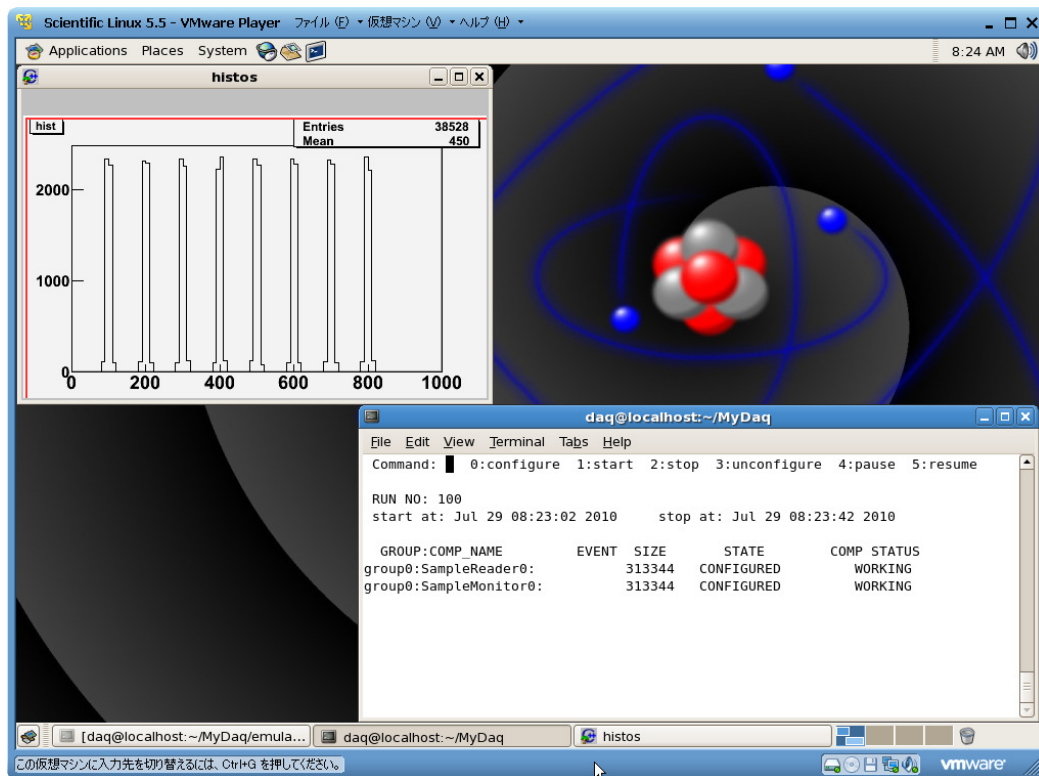 Scientific Linux 5.5 - VMware Player ファイル (F) 仮想マシン (V) ヘルプ (H)
Applications Places System 8:24 AM
histos
hist
Entries 38528
Mean 450
2000
1000
0
0 200 400 600 800 1000
daq@localhost:~/MyDaq
File Edit View Terminal Tabs Help
Command: 0:configure 1:start 2:stop 3:unconfigure 4:pause 5:resume
RUN NO: 100
start at: Jul 29 08:23:02 2010 stop at: Jul 29 08:23:42 2010
GROUP:COMP_NAME EVENT SIZE STATE COMP STATUS
group0:SampleReader0: 313344 CONFIGURED WORKING
group0:SampleMonitor0: 313344 CONFIGURED WORKING
[daq@localhost:~/MyDaq/emula... daq@localhost:~/MyDaq histos
この仮想マシンに入力先を切り替えるには、Ctrl+G を押してください。 vmware